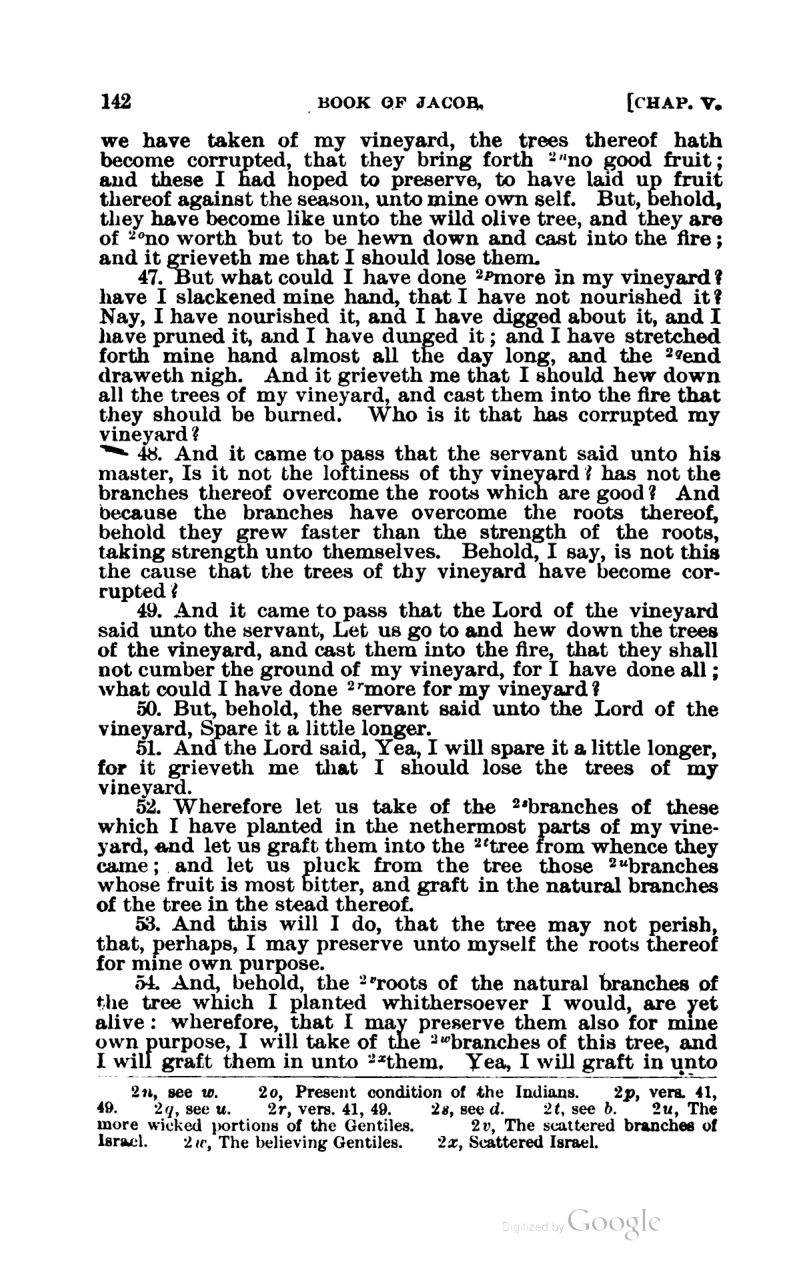 142 BOOK OF JACOB, [CHAP. V.
we have taken of my vineyard, the trees thereof hath
become corrupted, that they bring forth ²ⁿno good fruit;
and these I had hoped to preserve, to have laid up fruit
thereof against the season, unto mine own self. But, behold,
they have become like unto the wild olive tree, and they are
of ²ᵒno worth but to be hewn down and cast into the fire;
and it grieveth me that I should lose them.
47. But what could I have done ²ᵖmore in my vineyard?
have I slackened mine hand, that I have not nourished it?
Nay, I have nourished it, and I have digged about it, and I
have pruned it, and I have dunged it; and I have stretched
forth mine hand almost all the day long, and the ²𐞥end
draweth nigh. And it grieveth me that I should hew down
all the trees of my vineyard, and cast them into the fire that
they should be burned. Who is it that has corrupted my
vineyard?
48. And it came to pass that the servant said unto his
master, Is it not the loftiness of thy vineyard? has not the
branches thereof overcome the roots which are good? And
because the branches have overcome the roots thereof,
behold they grew faster than the strength of the roots,
taking strength unto themselves. Behold, I say, is not this
the cause that the trees of thy vineyard have become cor-
rupted?
49. And it came to pass that the Lord of the vineyard
said unto the servant, Let us go to and hew down the trees
of the vineyard, and cast them into the fire, that they shall
not cumber the ground of my vineyard, for I have done all;
what could I have done ²ʳmore for my vineyard?
50. But, behold, the servant said unto the Lord of the
vineyard, Spare it a little longer.
51. And the Lord said, Yea, I will spare it a little longer,
for it grieveth me that I should lose the trees of my
vineyard.
52. Wherefore let us take of the ²ˢbranches of these
which I have planted in the nethermost parts of my vine-
yard, and let us graft them into the ²ᵗtree from whence they
came; and let us pluck from the tree those ²ᵘbranches
whose fruit is most bitter, and graft in the natural branches
of the tree in the stead thereof.
53. And this will I do, that the tree may not perish,
that, perhaps, I may preserve unto myself the roots thereof
for mine own purpose.
54. And, behold, the ²ᵛroots of the natural branches of
the tree which I planted whithersoever I would, are yet
alive: wherefore, that I may preserve them also for mine
own purpose, I will take of the ²ʷbranches of this tree, and
I will graft them in unto ²ˣthem. Yea, I will graft in unto
2n, see w. 2o, Present condition of the Indians. 2p, vers. 41,
49. 2q, see u. 2r, vers. 41, 49. 2s, see d. 2t, see b. 2u, The
more wicked portions of the Gentiles. 2v, The scattered branches of
Israel. 2w, The believing Gentiles. 2x, Scattered Israel.
Digitized by Google